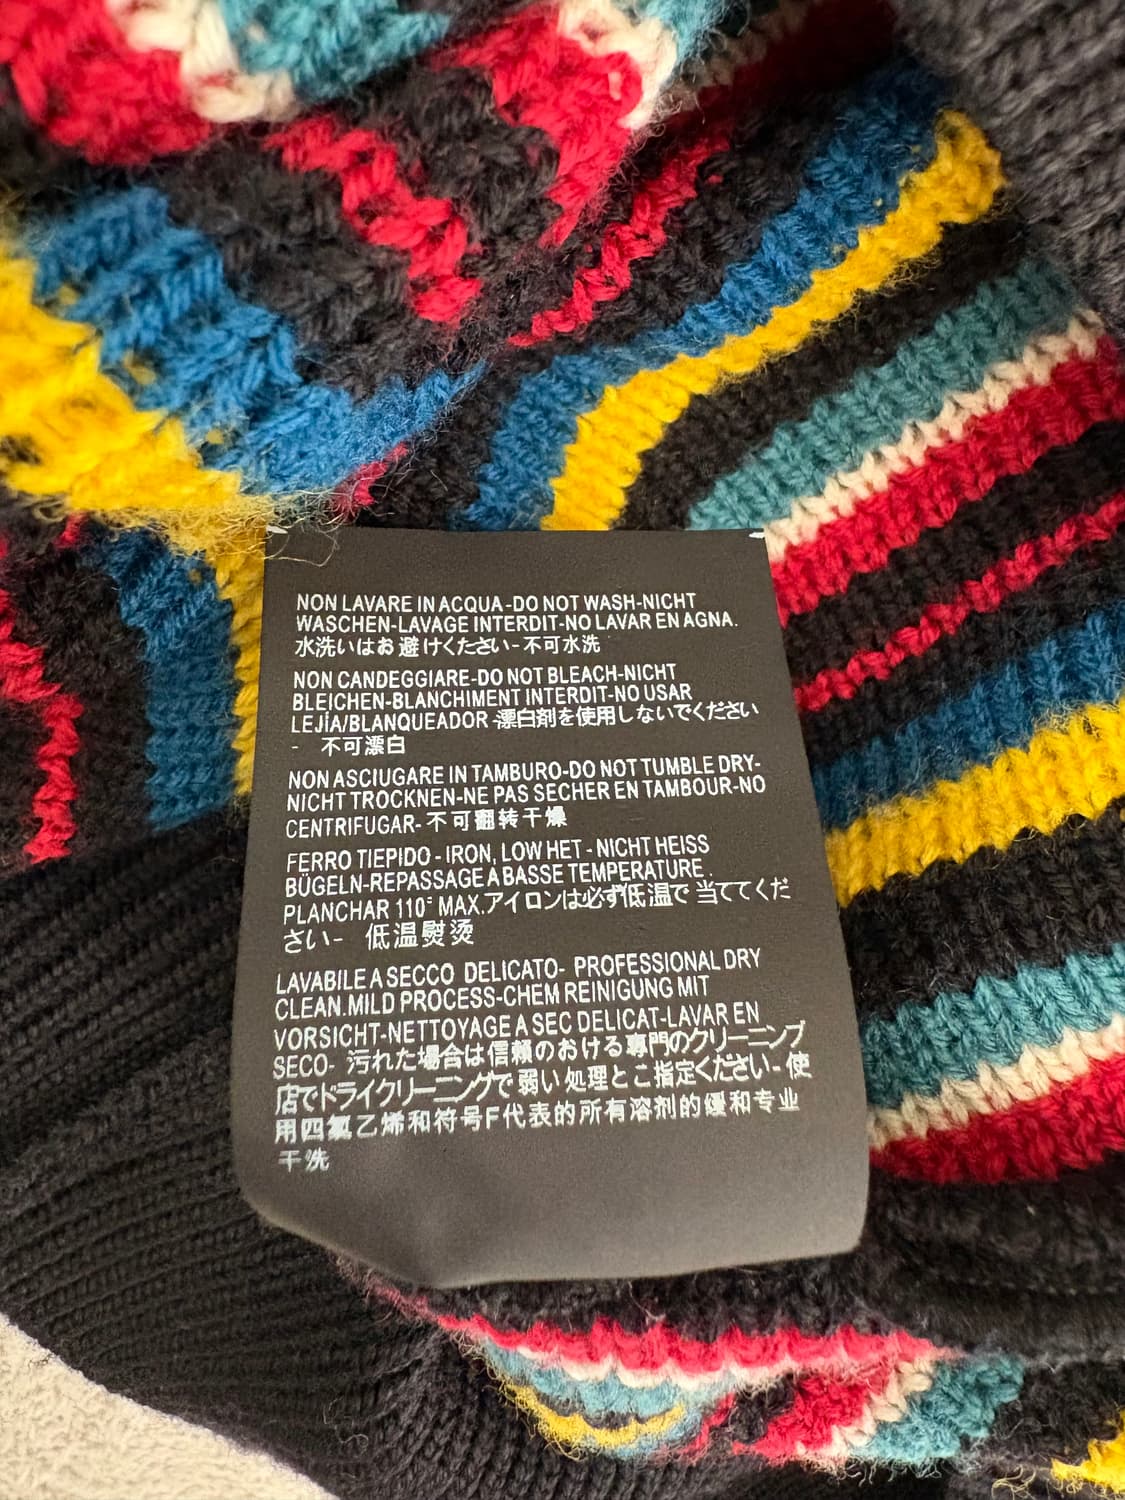 NON LAVARE IN ACQUA-DO NOT WASH-NICHT
WASCHEN-LAVAGE INTERDIT-NO LAVAR EN AGNA.
水洗いはお避けくたさい-不可水洗
NON CANDEGGIARE-DO NOT BLEACH-NICHT
BLEICHEN-BLANCHIMENT INTERDIT-NO USAR
LEJÍA/BLANQUEADOR-漂白剤を使用しないでください
- 不可漂白
NON ASCIUGARE IN TAMBURO-DO NOT TUMBLE DRY-
NICHT TROCKNEN-NE PAS SECHER EN TAMBOUR-NO
CENTRIFUGAR-不可翻转干燥
FERRO TIEPIDO - IRON, LOW HET - NICHT HEISS
BÜGELN-REPASSAGE A BASSE TEMPERATURE.
PLANCHAR 110° MAX.アイロンは必ず低温で当ててくだ
さい- 低温熨烫
LAVABILE A SECCO DELICATO- PROFESSIONAL DRY
CLEAN.MILD PROCESS-CHEM REINIGUNG MIT
VORSICHT-NETTOYAGE A SEC DELICAT-LAVAR EN
SECO- 汚れた場合は信頼のおける専門のクリーニング
店でドライクリーニングで弱い処理とこ指定ください-使
用四氯乙烯和符号F代表的所有溶剂的缓和专业
干洗